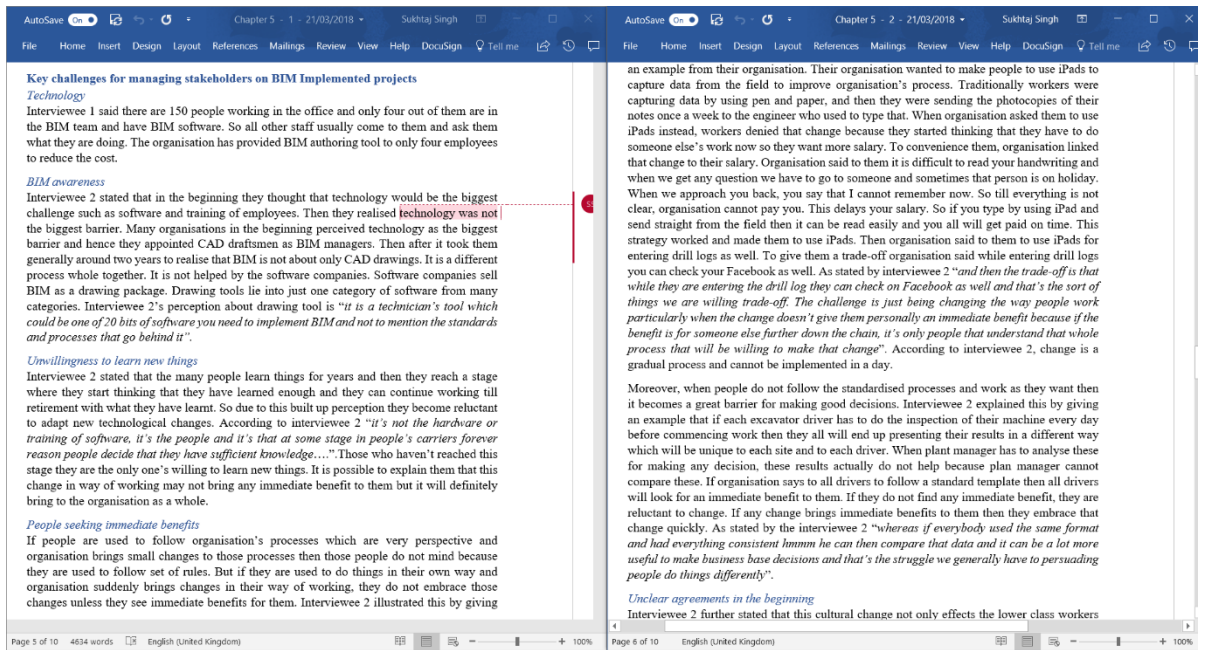 AutoSave On Chapter 5 - 1 - 21/03/2018 Sukhtaj Singh
File Home Insert Design Layout References Mailings Review View Help DocuSign Tell me
Key challenges for managing stakeholders on BIM Implemented projects
Technology
Interviewee 1 said there are 150 people working in the office and only four out of them are in
the BIM team and have BIM software. So all other staff usually come to them and ask them
what they are doing. The organisation has provided BIM authoring tool to only four employees
to reduce the cost.
BIM awareness
Interviewee 2 stated that in the beginning they thought that technology would be the biggest
challenge such as software and training of employees. Then they realised technology was not
the biggest barrier. Many organisations in the beginning perceived technology as the biggest
barrier and hence they appointed CAD draftsmen as BIM managers. Then after it took them
generally around two years to realise that BIM is not about only CAD drawings. It is a different
process whole together. It is not helped by the software companies. Software companies sell
BIM as a drawing package. Drawing tools lie into just one category of software from many
categories. Interviewee 2's perception about drawing tool is “it is a technician's tool which
could be one of 20 bits of software you need to implement BIM and not to mention the standards
and processes that go behind it”.
Unwillingness to learn new things
Interviewee 2 stated that the many people learn things for years and then they reach a stage
where they start thinking that they have learned enough and they can continue working till
retirement with what they have learnt. So due to this built up perception they become reluctant
to adapt new technological changes. According to interviewee 2 “it's not the hardware or
training of software, it's the people and it's that at some stage in people's carriers forever
reason people decide that they have sufficient knowledge….”.Those who haven't reached this
stage they are the only one's willing to learn new things. It is possible to explain them that this
change in way of working may not bring any immediate benefit to them but it will definitely
bring to the organisation as a whole.
People seeking immediate benefits
If people are used to follow organisation's processes which are very perspective and
organisation brings small changes to those processes then those people do not mind because
they are used to follow set of rules. But if they are used to do things in their own way and
organisation suddenly brings changes in their way of working, they do not embrace those
changes unless they see immediate benefits for them. Interviewee 2 illustrated this by giving
Page 5 of 10 4634 words English (United Kingdom) 100%
AutoSave On Chapter 5 - 2 - 21/03/2018 Sukhtaj Singh
File Home Insert Design Layout References Mailings Review View Help DocuSign Tell me
an example from their organisation. Their organisation wanted to make people to use iPads to
capture data from the field to improve organisation's process. Traditionally workers were
capturing data by using pen and paper, and then they were sending the photocopies of their
notes once a week to the engineer who used to type that. When organisation asked them to use
iPads instead, workers denied that change because they started thinking that they have to do
someone else's work now so they want more salary. To convenience them, organisation linked
that change to their salary. Organisation said to them it is difficult to read your handwriting and
when we get any question we have to go to someone and sometimes that person is on holiday.
When we approach you back, you say that I cannot remember now. So till everything is not
clear, organisation cannot pay you. This delays your salary. So if you type by using iPad and
send straight from the field then it can be read easily and you all will get paid on time. This
strategy worked and made them to use iPads. Then organisation said to them to use iPads for
entering drill logs as well. To give them a trade-off organisation said while entering drill logs
you can check your Facebook as well. As stated by interviewee 2 “and then the trade-off is that
while they are entering the drill log they can check on Facebook as well and that's the sort of
things we are willing trade-off. The challenge is just being changing the way people work
particularly when the change doesn't give them personally an immediate benefit because if the
benefit is for someone else further down the chain, it's only people that understand that whole
process that will be willing to make that change”. According to interviewee 2, change is a
gradual process and cannot be implemented in a day.
Moreover, when people do not follow the standardised processes and work as they want then
it becomes a great barrier for making good decisions. Interviewee 2 explained this by giving
an example that if each excavator driver has to do the inspection of their machine every day
before commencing work then they all will end up presenting their results in a different way
which will be unique to each site and to each driver. When plant manager has to analyse these
for making any decision, these results actually do not help because plan manager cannot
compare these. If organisation says to all drivers to follow a standard template then all drivers
will look for an immediate benefit to them. If they do not find any immediate benefit, they are
reluctant to change. If any change brings immediate benefits to them then they embrace that
change quickly. As stated by the interviewee 2 “whereas if everybody used the same format
and had everything consistent hmmm he can then compare that data and it can be a lot more
useful to make business base decisions and that's the struggle we generally have to persuading
people do things differently”.
Unclear agreements in the beginning
Interviewee 2 further stated that this cultural change not only effects the lower class workers
Page 6 of 10 English (United Kingdom) 100%